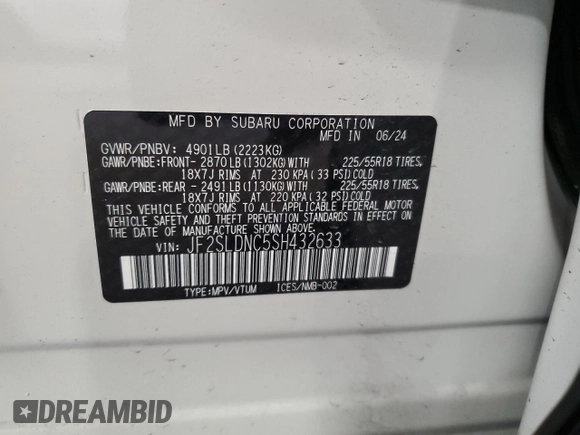 MFD BY SUBARU CORPORATION
MFD IN 06/24
GVWR/PNBV: 4901LB (2223KG)
GAWR/PNBE:FRONT- 2870LB (1302KG)WITH 225/55R18 TIRES,
18X7J RIMS AT 230 KPA (33 PSI)COLD
GAWR/PNBE:REAR - 2491LB (1130KG)WITH 225/55R18 TIRES,
18X7J RIMS AT 220 KPA (32 PSI)COLD
THIS VEHICLE CONFORMS TO ALL APPLICABLE FEDERAL MOTOR
VEHICLE SAFETY AND THEFT PREVENTION STANDARDS IN EFFECT
ON THE DATE OF MANUFACTURE SHOWN ABOVE.
VIN: JF2SLDNC5SH432633
TYPE:MPV/VTUM ICES/NMB-002
DREAMBID